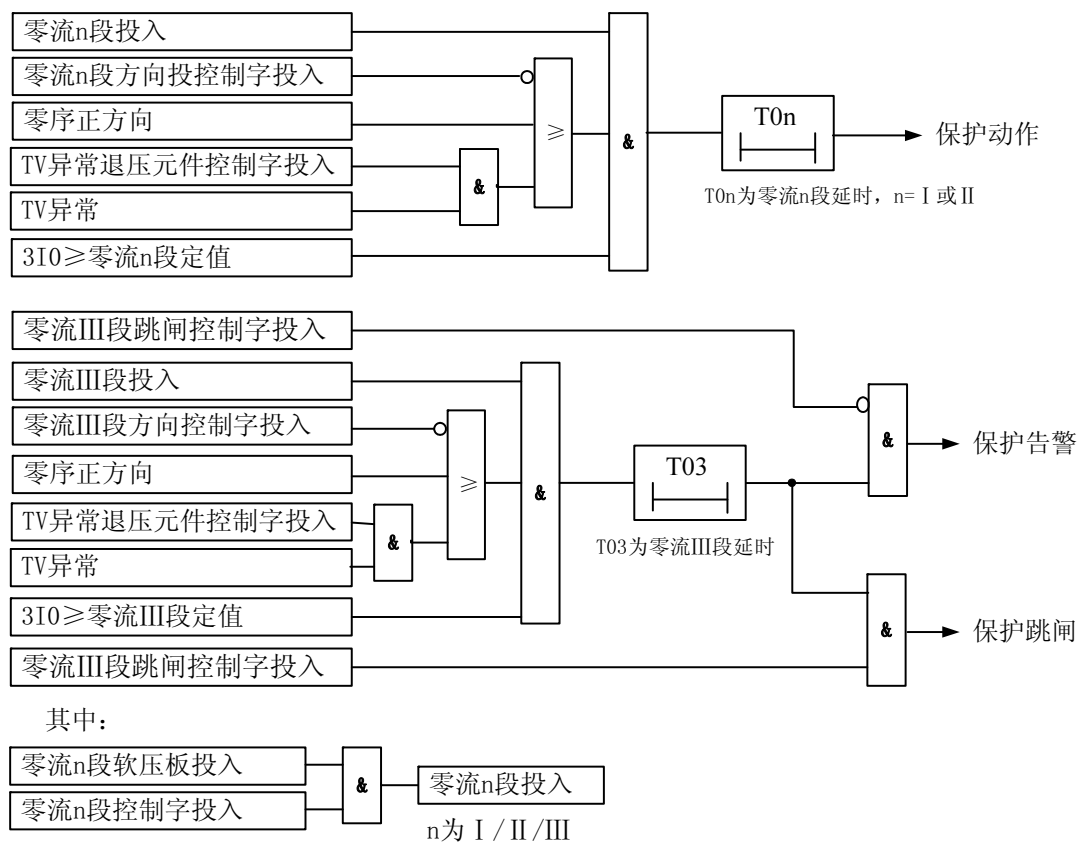 零流n段投入
零流n段方向投控制字投入
零序正方向
TV异常退压元件控制字投入
TV异常
3I0≥零流n段定值
&
≥
&
T0n
保护动作
T0n为零流n段延时，n=Ⅰ或Ⅱ
零流Ⅲ段跳闸控制字投入
零流Ⅲ段投入
零流Ⅲ段方向控制字投入
零序正方向
TV异常退压元件控制字投入
TV异常
3I0≥零流Ⅲ段定值
零流Ⅲ段跳闸控制字投入
&
≥
&
T03
T03为零流Ⅲ段延时
&
保护告警
&
保护跳闸
其中：
零流n段软压板投入
零流n段控制字投入
&
零流n段投入
n为Ⅰ/Ⅱ/Ⅲ